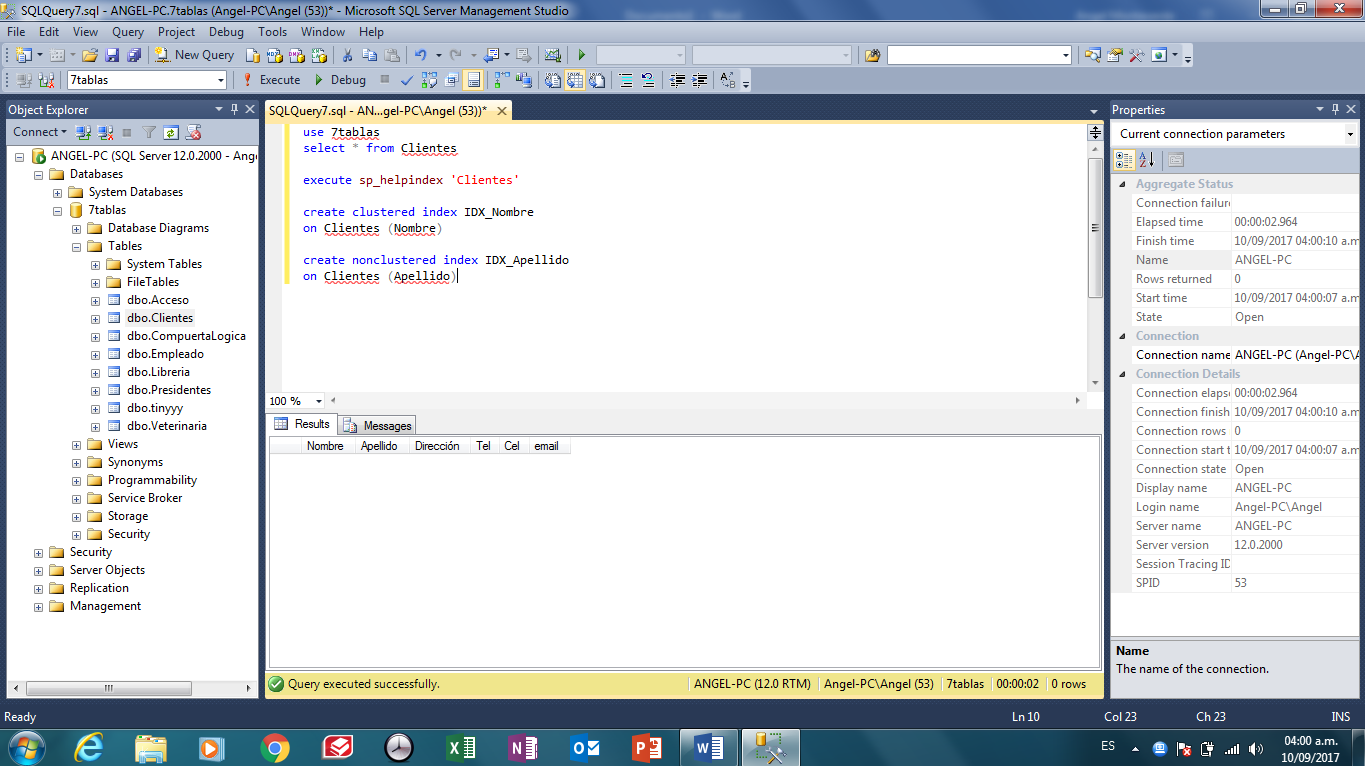 SQLQuery7.sql - ANGEL-PC.7tablas (Angel-PC\Angel (53))* - Microsoft SQL Server Management Studio
File Edit View Query Project Debug Tools Window Help
New Query
7tablas Execute Debug
Object Explorer
Connect
ANGEL-PC (SQL Server 12.0.2000 - Ange
Databases
System Databases
7tablas
Database Diagrams
Tables
System Tables
FileTables
dbo.Acceso
dbo.Clientes
dbo.CompuertaLogica
dbo.Empleado
dbo.Libreria
dbo.Presidentes
dbo.tinyyy
dbo.Veterinaria
Views
Synonyms
Programmability
Service Broker
Storage
Security
Security
Server Objects
Replication
Management
SQLQuery7.sql - AN...gel-PC\Angel (53))*
use 7tablas
select * from Clientes
execute sp_helpindex 'Clientes'
create clustered index IDX_Nombre
on Clientes (Nombre)
create nonclustered index IDX_Apellido
on Clientes (Apellido)
100 %
Results Messages
Nombre Apellido Dirección Tel Cel email
Query executed successfully. ANGEL-PC (12.0 RTM) Angel-PC\Angel (53) 7tablas 00:00:02 0 rows
Properties
Current connection parameters
Aggregate Status
Connection failure
Elapsed time 00:00:02.964
Finish time 10/09/2017 04:00:10 a.m
Name ANGEL-PC
Rows returned 0
Start time 10/09/2017 04:00:07 a.m
State Open
Connection
Connection name ANGEL-PC (Angel-PC\A
Connection Details
Connection elaps 00:00:02.964
Connection finish 10/09/2017 04:00:10 a.m
Connection rows 0
Connection start t 10/09/2017 04:00:07 a.m
Connection state Open
Display name ANGEL-PC
Login name Angel-PC\Angel
Server name ANGEL-PC
Server version 12.0.2000
Session Tracing ID
SPID 53
Name
The name of the connection.
Ready Ln 10 Col 23 Ch 23 INS
ES 04:00 a.m.
10/09/2017